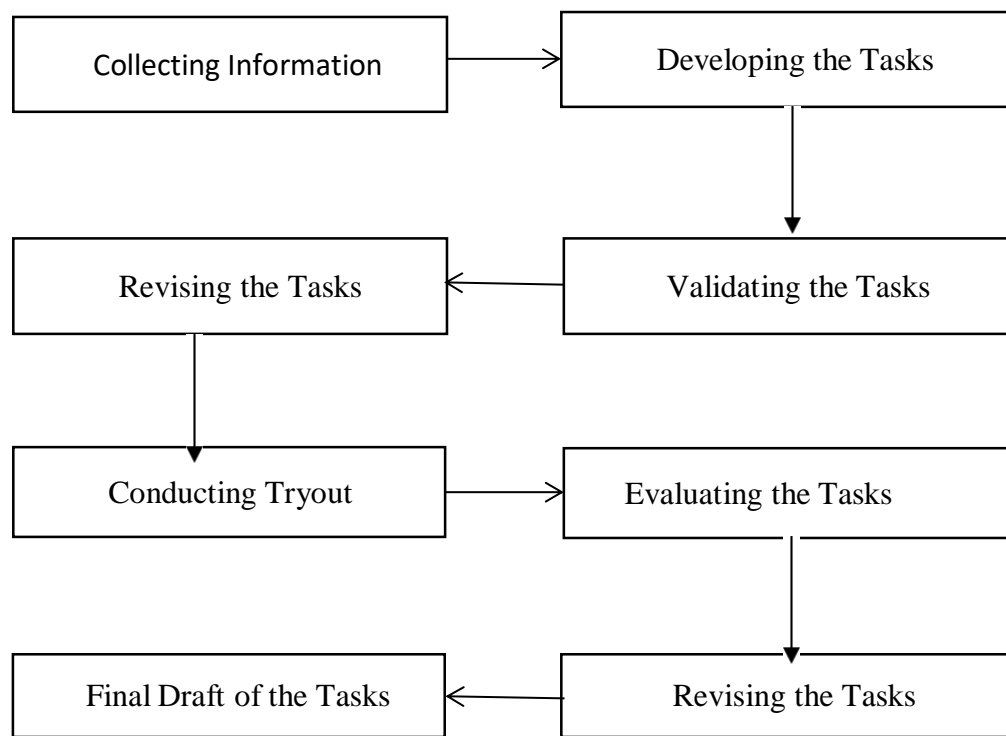 Collecting Information
Developing the Tasks
Validating the Tasks
Revising the Tasks
Conducting Tryout
Evaluating the Tasks
Revising the Tasks
Final Draft of the Tasks